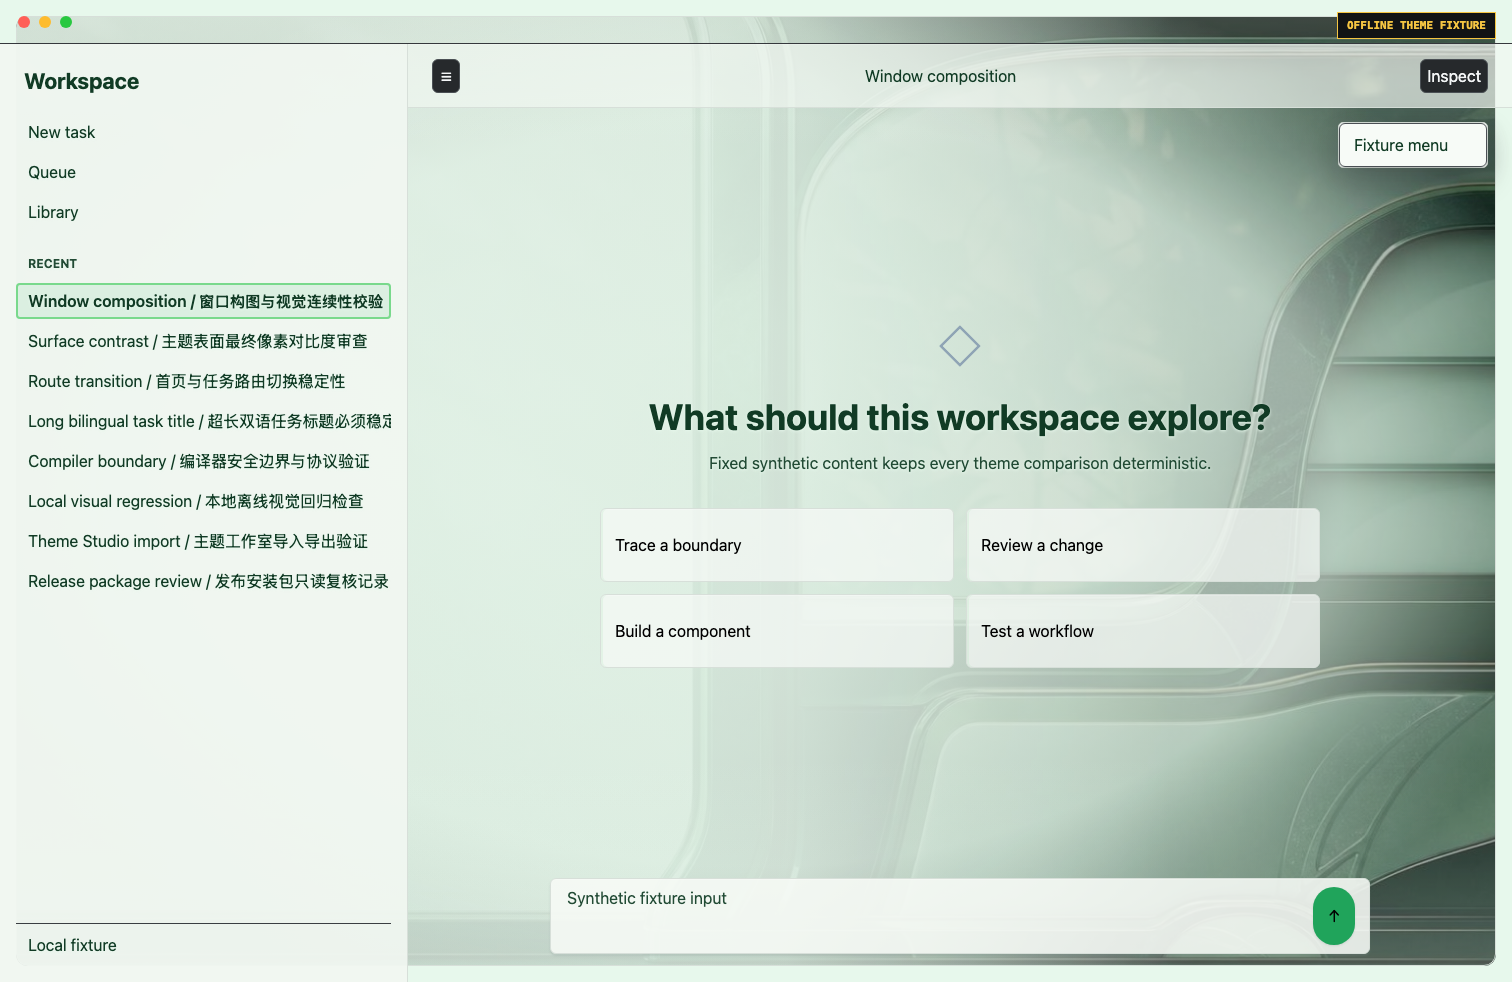 OFFLINE THEME FIXTURE
Workspace
New task
Queue
Library
RECENT
Window composition / 窗口构图与视觉连续性校验
Surface contrast / 主题表面最终像素对比度审查
Route transition / 首页与任务路由切换稳定性
Long bilingual task title / 超长双语任务标题必须稳定
Compiler boundary / 编译器安全边界与协议验证
Local visual regression / 本地离线视觉回归检查
Theme Studio import / 主题工作室导入导出验证
Release package review / 发布安装包只读复核记录
Local fixture
Window composition
Inspect
Fixture menu
What should this workspace explore?
Fixed synthetic content keeps every theme comparison deterministic.
Trace a boundary
Review a change
Build a component
Test a workflow
Synthetic fixture input